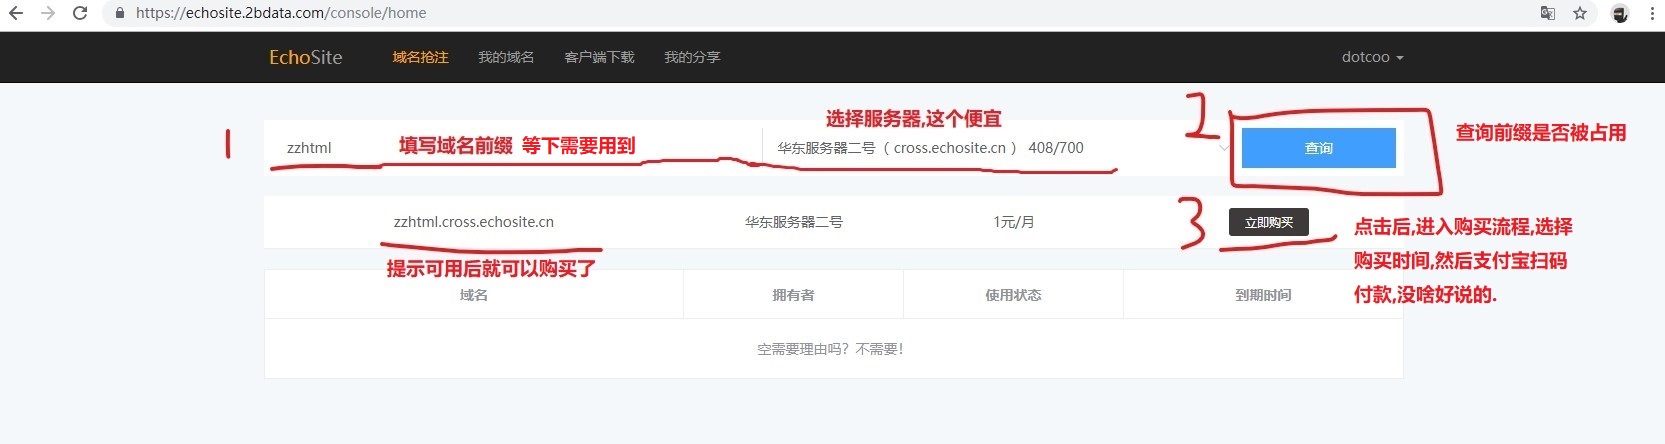 https://echosite.2bdata.com/console/home
EchoSite 域名抢注 我的域名 客户端下载 我的分享 dotcoo
选择服务器,这个便宜
1 zzhtml 填写域名前缀 等下需要用到 华东服务器二号（ cross.echosite.cn ） 408/700 2 查询 查询前缀是否被占用
zzhtml.cross.echosite.cn 华东服务器二号 1元/月 3 立即购买
提示可用后就可以购买了
点击后,进入购买流程,选择
购买时间,然后支付宝扫码
付款,没啥好说的.
域名 拥有者 使用状态 到期时间
空需要理由吗？不需要！